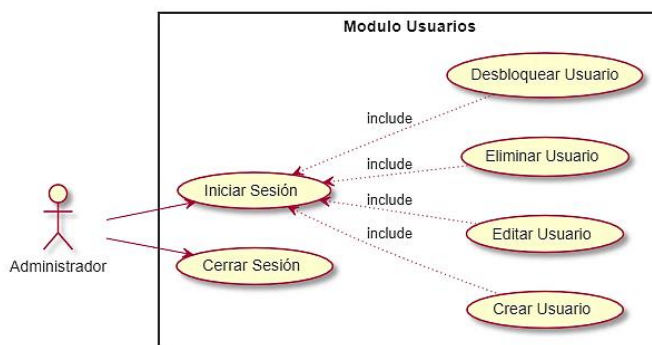 Modulo Usuarios
Desbloquear Usuario
include
include
Eliminar Usuario
Iniciar Sesión
include
Editar Usuario
include
Administrador
Cerrar Sesión
Crear Usuario